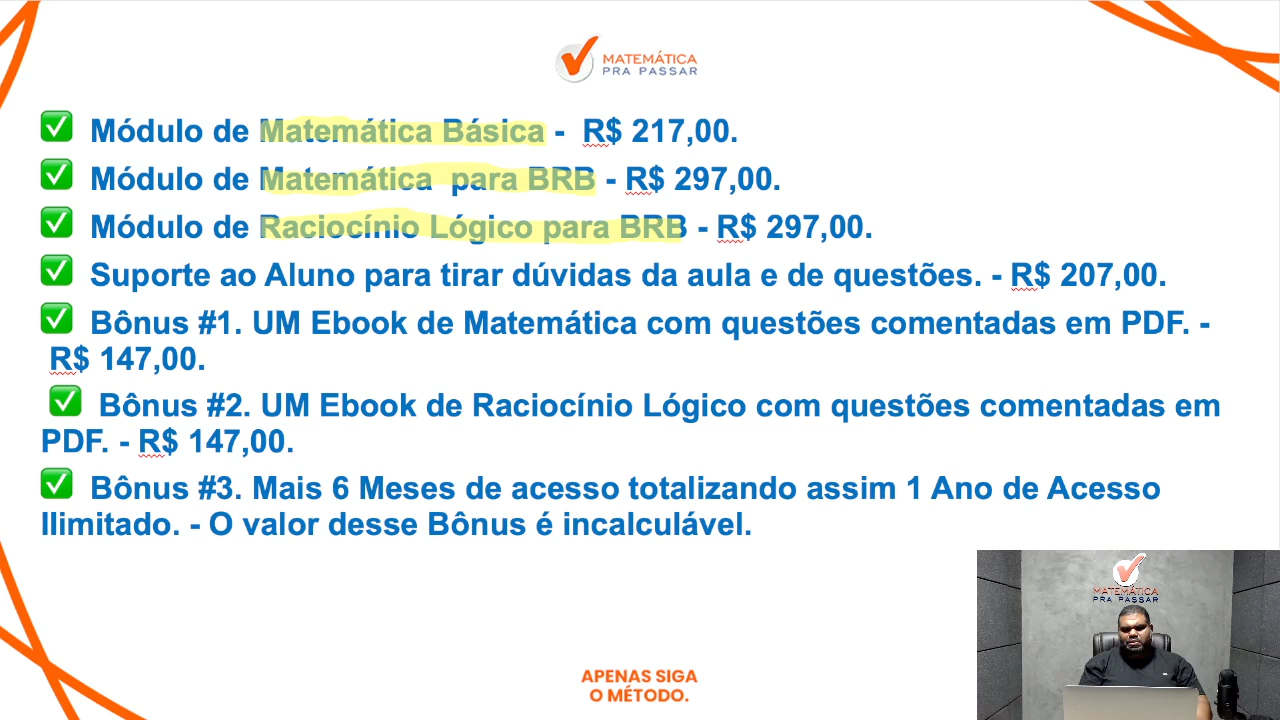 MATEMÁTICA
PRA PASSAR
✅ Módulo de Matemática Básica - R$ 217,00.
✅ Módulo de Matemática para BRB - R$ 297,00.
✅ Módulo de Raciocínio Lógico para BRB - R$ 297,00.
✅ Suporte ao Aluno para tirar dúvidas da aula e de questões. - R$ 207,00.
✅ Bônus #1. UM Ebook de Matemática com questões comentadas em PDF. -
R$ 147,00.
✅ Bônus #2. UM Ebook de Raciocínio Lógico com questões comentadas em
PDF. - R$ 147,00.
✅ Bônus #3. Mais 6 Meses de acesso totalizando assim 1 Ano de Acesso
Ilimitado. - O valor desse Bônus é incalculável.
MATEMÁTICA
PRA PASSAR
APENAS SIGA
O MÉTODO.